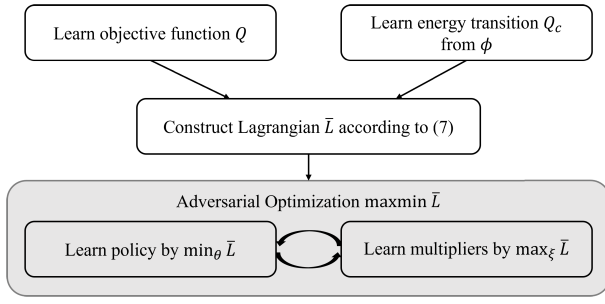 Learn objective function Q
Learn energy transition Q_c
from ϕ
Construct Lagrangian L̄ according to (7)
Adversarial Optimization maxmin L̄
Learn policy by min_θ L̄
Learn multipliers by max_ξ L̄